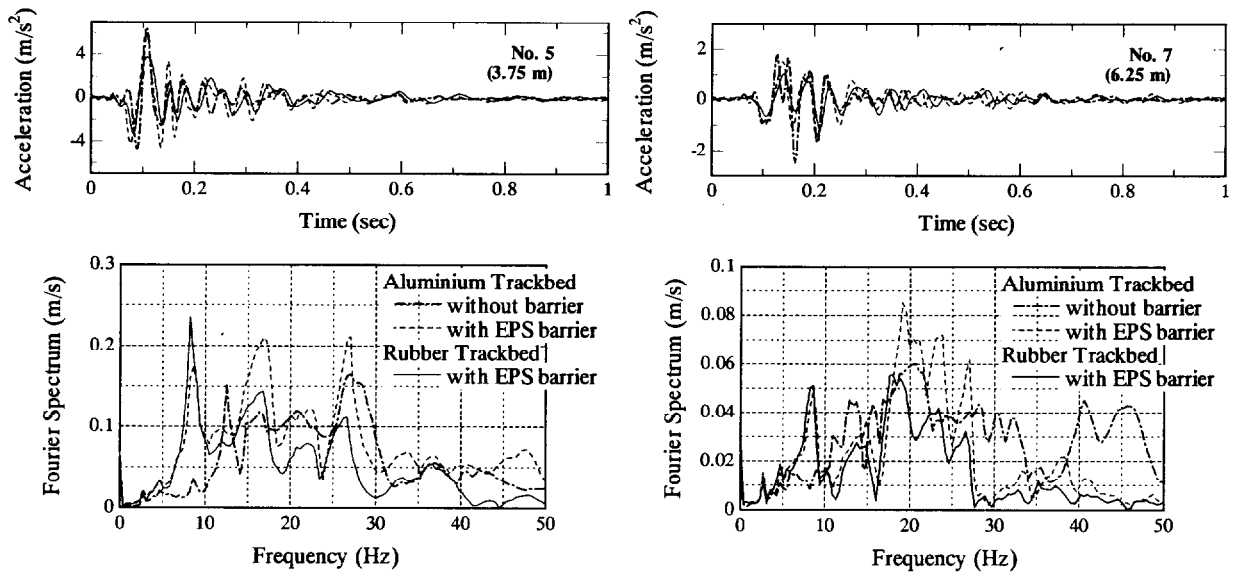 Acceleration (m/s²)
4
0
-4
No. 5
(3.75 m)
0
0.2
0.4
0.6
0.8
1
Time (sec)
Acceleration (m/s²)
2
0
-2
No. 7
(6.25 m)
0
0.2
0.4
0.6
0.8
1
Time (sec)
Fourier Spectrum (m/s)
0.3
0.2
0.1
0
Aluminium Trackbed
without barrier
with EPS barrier
Rubber Trackbed
with EPS barrier
0
10
20
30
40
50
Frequency (Hz)
Fourier Spectrum (m/s)
0.1
0.08
0.06
0.04
0.02
0
Aluminium Trackbed
without barrier
with EPS barrier
Rubber Trackbed
with EPS barrier
0
10
20
30
40
50
Frequency (Hz)